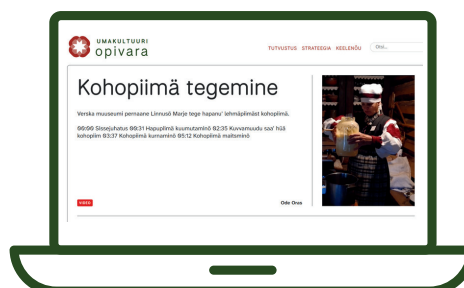 UMAKULTUURI
opivara
TUTVUSTUS STRATEEGIA KEELENÕU
Otsi...
Kohopiimä tegemine
Verska muuseumi pernaane Linnusõ Marje tege hapanu' lehmäpiimäst kohopiimä.
00:00 Sissejuhatus 00:31 Hapupiimä kuumutaminõ 02:35 Kuvvamuudu saa' hüä
kohopiim 03:37 Kohopiimä kurnaminõ 05:12 Kohopiimä maitsminõ
VIDEO
Ode Oras